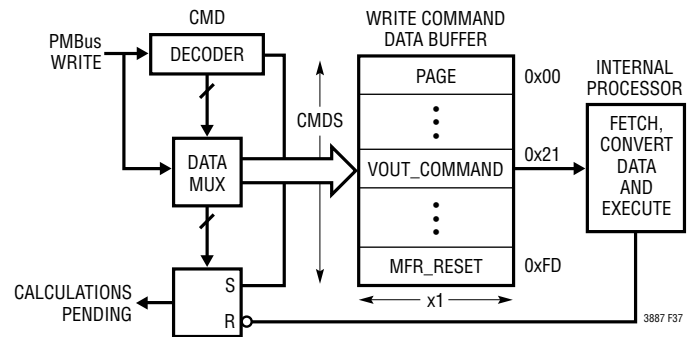 CMD
PMBus
WRITE
DECODER
DATA
MUX
S
R
CALCULATIONS
PENDING
CMDS
WRITE COMMAND
DATA BUFFER
PAGE
0x00
VOUT_COMMAND
0x21
MFR_RESET
0xFD
x1
INTERNAL
PROCESSOR
FETCH,
CONVERT
DATA
AND
EXECUTE
3887 F37